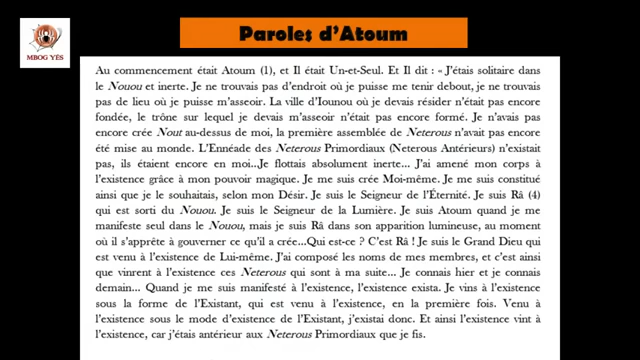 MBOG YÉS
Paroles d'Atoum
Au commencement était Atoum (1), et Il était Un-et-Seul. Et Il dit : « J'étais solitaire dans
le Nouou et inerte. Je ne trouvais pas d'endroit où je puisse me tenir debout, je ne trouvais
pas de lieu où je puisse m'asseoir. La ville d'Iounou où je devais résider n'était pas encore
fondée, le trône sur lequel je devais m'asseoir n'était pas encore formé. Je n'avais pas
encore crée Nout au-dessus de moi, la première assemblée de Neterous n'avait pas encore
été mise au monde. L'Ennéade des Neterous Primordiaux (Neterous Antérieurs) n'existait
pas, ils étaient encore en moi...Je flottais absolument inerte... J'ai amené mon corps à
l'existence grâce à mon pouvoir magique. Je me suis crée Moi-même. Je me suis constitué
ainsi que je le souhaitais, selon mon Désir. Je suis le Seigneur de l'Éternité. Je suis Râ (4)
qui est sorti du Nouou. Je suis le Seigneur de la Lumière. Je suis Atoum quand je me
manifeste seul dans le Nouou, mais je suis Râ dans son apparition lumineuse, au moment
où il s'apprête à gouverner ce qu'il a crée...Qui est-ce ? C'est Râ ! Je suis le Grand Dieu qui
est venu à l'existence de Lui-même. J'ai composé les noms de mes membres, et c'est ainsi
que vinrent à l'existence ces Neterous qui sont à ma suite... Je connais hier et je connais
demain... Quand je me suis manifesté à l'existence, l'existence exista. Je vins à l'existence
sous la forme de l'Existant, qui est venu à l'existence, en la première fois. Venu à
l'existence sous le mode d'existence de l'Existant, j'existai donc. Et ainsi l'existence vint à
l'existence, car j'étais antérieur aux Neterous Primordiaux que je fis.